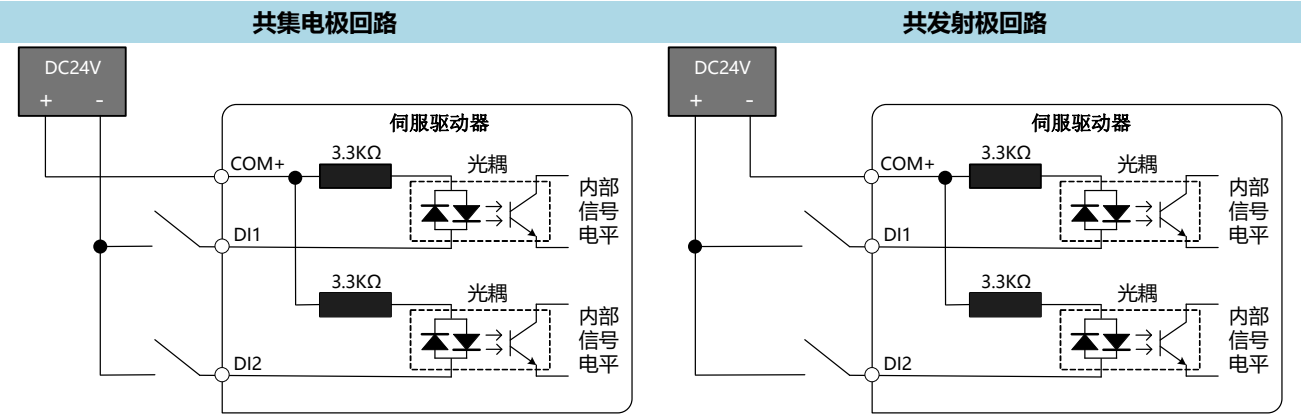 共集电极回路
DC24V
+ -
伺服驱动器
COM+
3.3KΩ
光耦
内部
信号
电平
DI1
3.3KΩ
光耦
内部
信号
电平
DI2
共发射极回路
DC24V
+ -
伺服驱动器
COM+
3.3KΩ
光耦
内部
信号
电平
DI1
3.3KΩ
光耦
内部
信号
电平
DI2